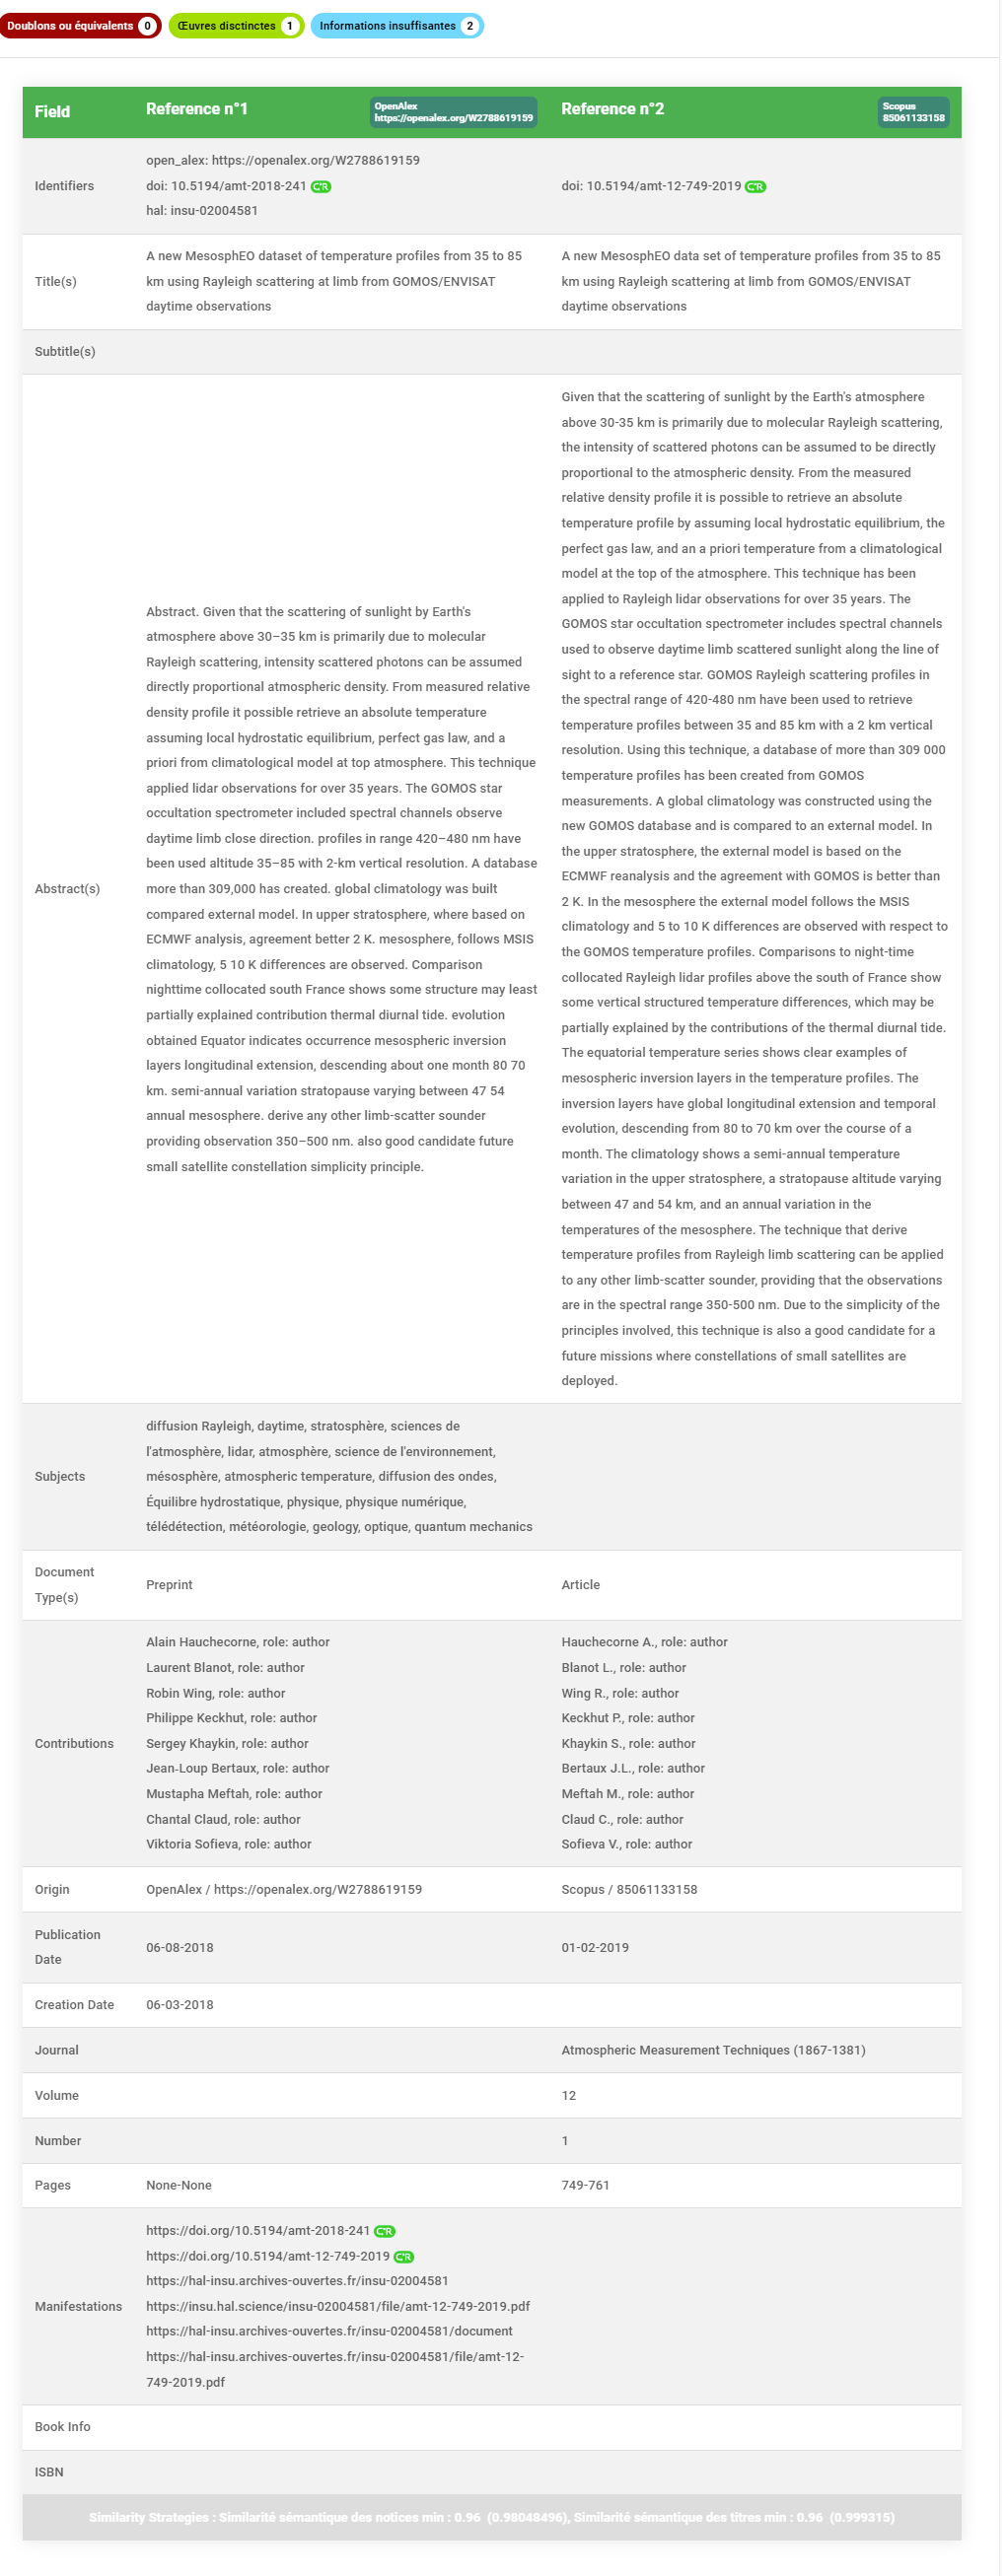 Doublons ou équivalents 0 Œuvres disctinctes 1 Informations insuffisantes 2
Field Reference n°1 OpenAlex https://openalex.org/W2788619159 Reference n°2 Scopus 85061133158
Identifiers
open_alex: https://openalex.org/W2788619159
doi: 10.5194/amt-2018-241 C*R
hal: insu-02004581
doi: 10.5194/amt-12-749-2019 C*R
Title(s)
A new MesosphEO dataset of temperature profiles from 35 to 85
km using Rayleigh scattering at limb from GOMOS/ENVISAT
daytime observations
A new MesosphEO data set of temperature profiles from 35 to 85
km using Rayleigh scattering at limb from GOMOS/ENVISAT
daytime observations
Subtitle(s)
Abstract(s)
Abstract. Given that the scattering of sunlight by Earth's
atmosphere above 30–35 km is primarily due to molecular
Rayleigh scattering, intensity scattered photons can be assumed
directly proportional atmospheric density. From measured relative
density profile it possible retrieve an absolute temperature
assuming local hydrostatic equilibrium, perfect gas law, and a
priori from climatological model at top atmosphere. This technique
applied lidar observations for over 35 years. The GOMOS star
occultation spectrometer included spectral channels observe
daytime limb close direction. profiles in range 420–480 nm have
been used altitude 35–85 with 2-km vertical resolution. A database
more than 309,000 has created. global climatology was built
compared external model. In upper stratosphere, where based on
ECMWF analysis, agreement better 2 K. mesosphere, follows MSIS
climatology, 5 10 K differences are observed. Comparison
nighttime collocated south France shows some structure may least
partially explained contribution thermal diurnal tide. evolution
obtained Equator indicates occurrence mesospheric inversion
layers longitudinal extension, descending about one month 80 70
km. semi-annual variation stratopause varying between 47 54
annual mesosphere. derive any other limb-scatter sounder
providing observation 350–500 nm. also good candidate future
small satellite constellation simplicity principle.
Given that the scattering of sunlight by the Earth's atmosphere
above 30-35 km is primarily due to molecular Rayleigh scattering,
the intensity of scattered photons can be assumed to be directly
proportional to the atmospheric density. From the measured
relative density profile it is possible to retrieve an absolute
temperature profile by assuming local hydrostatic equilibrium, the
perfect gas law, and an a priori temperature from a climatological
model at the top of the atmosphere. This technique has been
applied to Rayleigh lidar observations for over 35 years. The
GOMOS star occultation spectrometer includes spectral channels
used to observe daytime limb scattered sunlight along the line of
sight to a reference star. GOMOS Rayleigh scattering profiles in
the spectral range of 420-480 nm have been used to retrieve
temperature profiles between 35 and 85 km with a 2 km vertical
resolution. Using this technique, a database of more than 309 000
temperature profiles has been created from GOMOS
measurements. A global climatology was constructed using the
new GOMOS database and is compared to an external model. In
the upper stratosphere, the external model is based on the
ECMWF reanalysis and the agreement with GOMOS is better than
2 K. In the mesosphere the external model follows the MSIS
climatology and 5 to 10 K differences are observed with respect to
the GOMOS temperature profiles. Comparisons to night-time
collocated Rayleigh lidar profiles above the south of France show
some vertical structured temperature differences, which may be
partially explained by the contributions of the thermal diurnal tide.
The equatorial temperature series shows clear examples of
mesospheric inversion layers in the temperature profiles. The
inversion layers have global longitudinal extension and temporal
evolution, descending from 80 to 70 km over the course of a
month. The climatology shows a semi-annual temperature
variation in the upper stratosphere, a stratopause altitude varying
between 47 and 54 km, and an annual variation in the
temperatures of the mesosphere. The technique that derive
temperature profiles from Rayleigh limb scattering can be applied
to any other limb-scatter sounder, providing that the observations
are in the spectral range 350-500 nm. Due to the simplicity of the
principles involved, this technique is also a good candidate for a
future missions where constellations of small satellites are
deployed.
Subjects
diffusion Rayleigh, daytime, stratosphère, sciences de
l'atmosphère, lidar, atmosphère, science de l'environnement,
mésosphère, atmospheric temperature, diffusion des ondes,
Équilibre hydrostatique, physique, physique numérique,
télédétection, météorologie, geology, optique, quantum mechanics
Document
Type(s)
Preprint
Article
Contributions
Alain Hauchecorne, role: author
Laurent Blanot, role: author
Robin Wing, role: author
Philippe Keckhut, role: author
Sergey Khaykin, role: author
Jean-Loup Bertaux, role: author
Mustapha Meftah, role: author
Chantal Claud, role: author
Viktoria Sofieva, role: author
Hauchecorne A., role: author
Blanot L., role: author
Wing R., role: author
Keckhut P., role: author
Khaykin S., role: author
Bertaux J.L., role: author
Meftah M., role: author
Claud C., role: author
Sofieva V., role: author
Origin OpenAlex / https://openalex.org/W2788619159 Scopus / 85061133158
Publication
Date
06-08-2018
01-02-2019
Creation Date 06-03-2018
Journal Atmospheric Measurement Techniques (1867-1381)
Volume 12
Number 1
Pages None-None 749-761
Manifestations
https://doi.org/10.5194/amt-2018-241 C*R
https://doi.org/10.5194/amt-12-749-2019 C*R
https://hal-insu.archives-ouvertes.fr/insu-02004581
https://insu.hal.science/insu-02004581/file/amt-12-749-2019.pdf
https://hal-insu.archives-ouvertes.fr/insu-02004581/document
https://hal-insu.archives-ouvertes.fr/insu-02004581/file/amt-12-
749-2019.pdf
Book Info
ISBN
Similarity Strategies : Similarité sémantique des notices min : 0.96 (0.98048496), Similarité sémantique des titres min : 0.96 (0.999315)